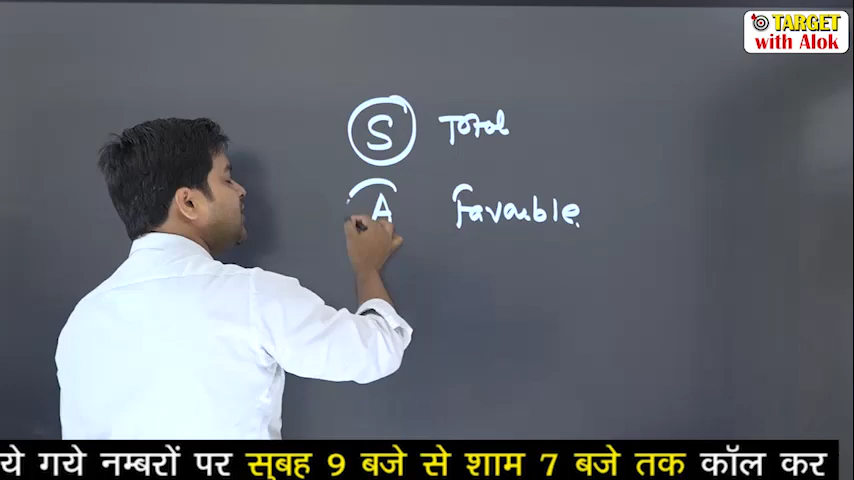 TARGET
with Alok
S Total
A Favouble.
ये गये नम्बरों पर सुबह 9 बजे से शाम 7 बजे तक कॉल कर